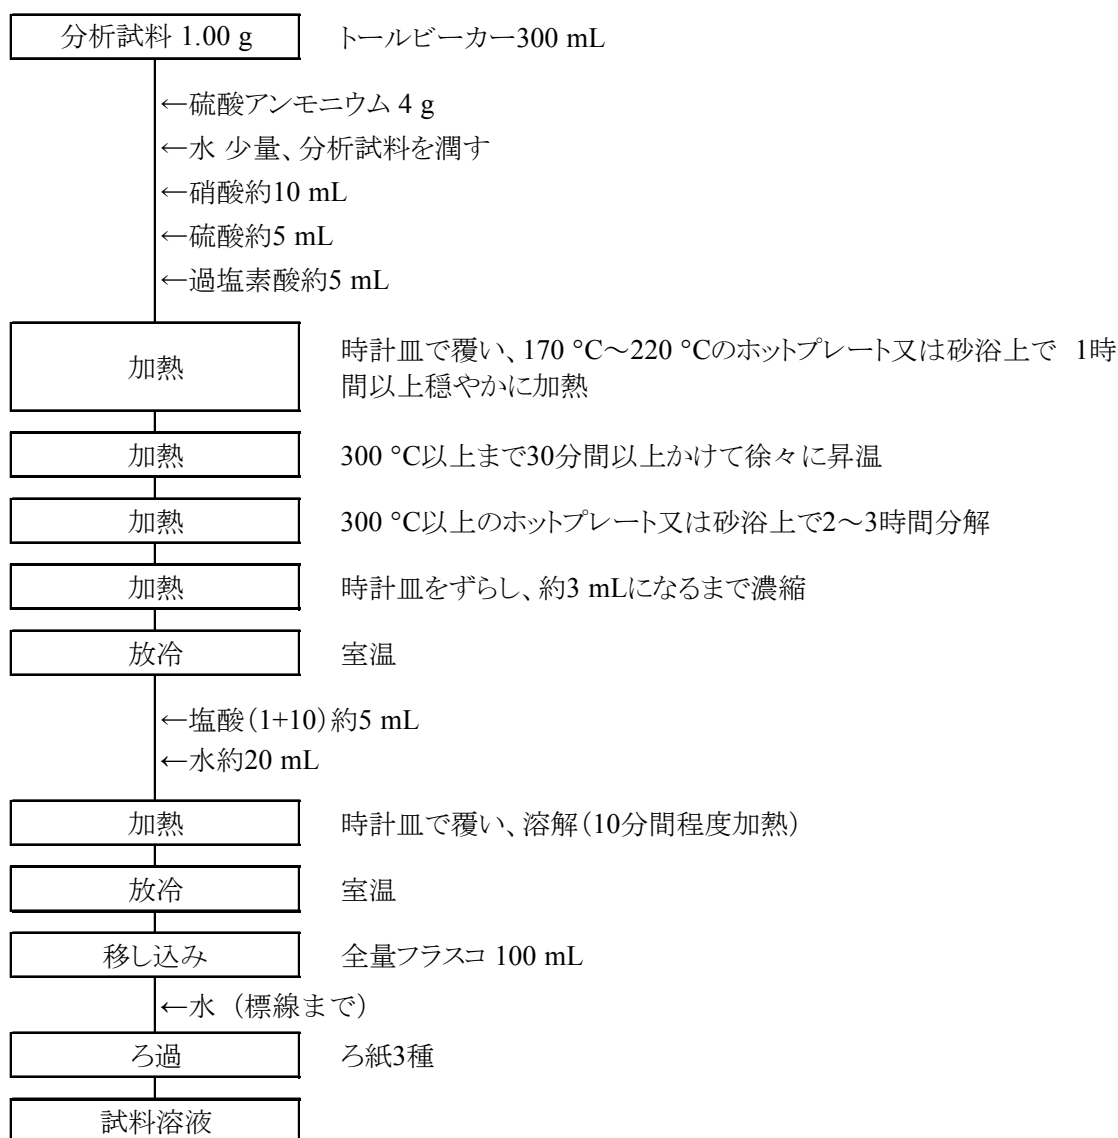 分析試料 1.00 g トールビーカー300 mL
←硫酸アンモニウム 4 g
←水 少量、分析試料を潤す
←硝酸約10 mL
←硫酸約5 mL
←過塩素酸約5 mL
加熱 時計皿で覆い、170 °C～220 °Cのホットプレート又は砂浴上で 1時
間以上穏やかに加熱
加熱 300 °C以上まで30分間以上かけて徐々に昇温
加熱 300 °C以上のホットプレート又は砂浴上で2～3時間分解
加熱 時計皿をずらし、約3 mLになるまで濃縮
放冷 室温
←塩酸（1+10）約5 mL
←水約20 mL
加熱 時計皿で覆い、溶解（10分間程度加熱）
放冷 室温
移し込み 全量フラスコ 100 mL
←水（標線まで）
ろ過 ろ紙3種
試料溶液